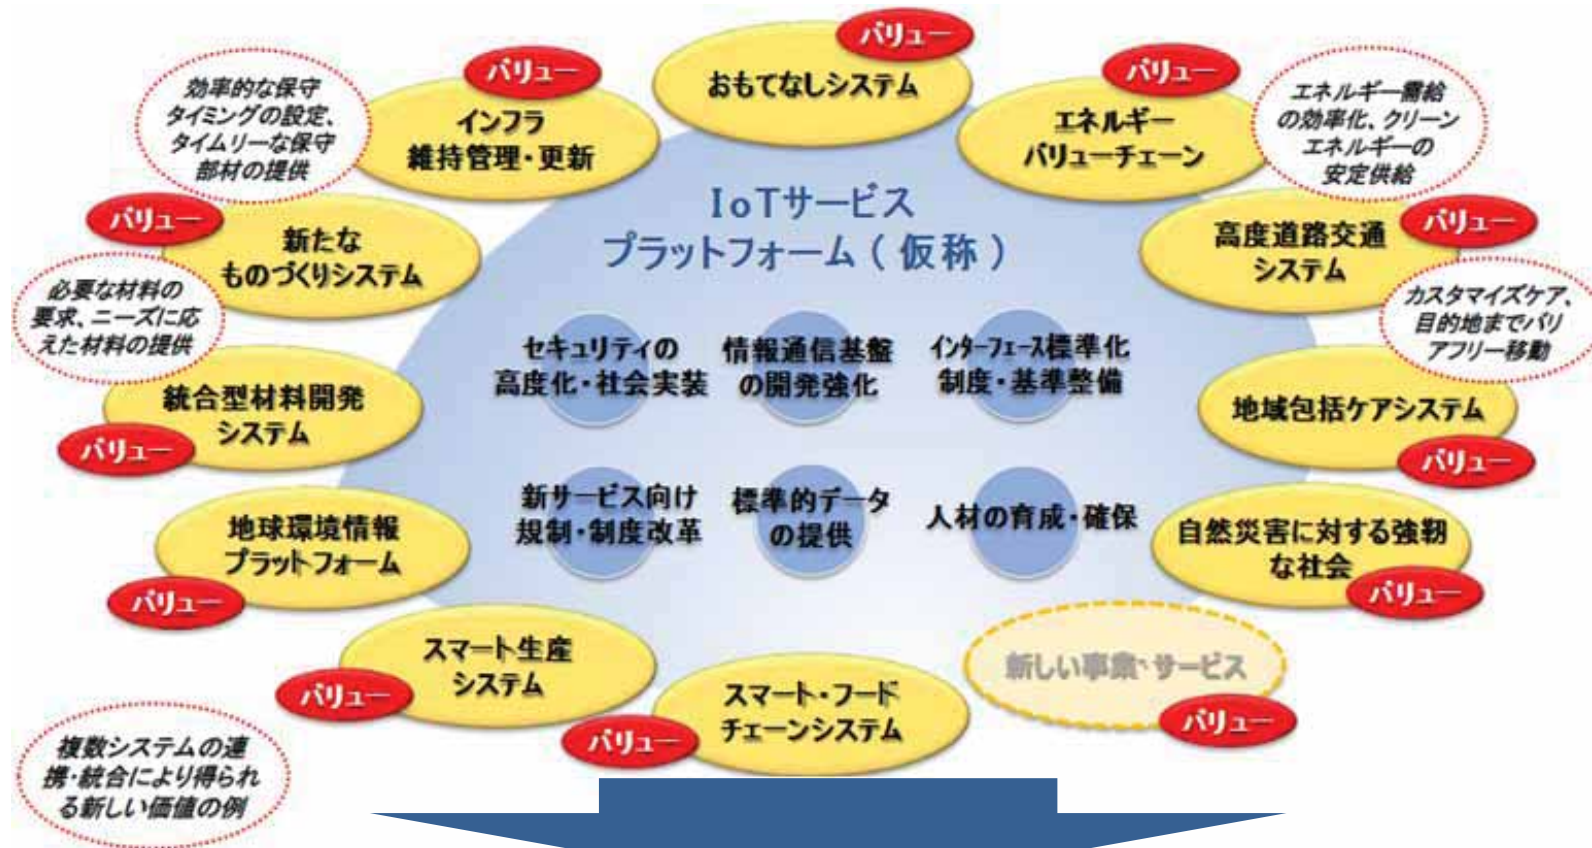 バリュー
おもてなしシステム
バリュー
インフラ
維持管理・更新
バリュー
エネルギー
バリューチェーン
効率的な保守
タイミングの設定、
タイムリーな保守
部材の提供
エネルギー需給
の効率化、クリーン
エネルギーの
安定供給
IoTサービス
プラットフォーム(仮称)
バリュー
新たな
ものづくりシステム
バリュー
高度道路交通
システム
必要な材料の
要求、ニーズに応
えた材料の提供
カスタマイズケア、
目的地までバリ
アフリー移動
セキュリティの
高度化・社会実装
情報通信基盤
の開発強化
インターフェース標準化
制度・基準整備
統合型材料開発
システム
バリュー
地域包括ケアシステム
バリュー
新サービス向け
規制・制度改革
標準的データ
の提供
人材の育成・確保
地球環境情報
プラットフォーム
バリュー
自然災害に対する強靭
な社会
バリュー
スマート生産
システム
バリュー
スマート・フード
チェーンシステム
バリュー
新しい事業・サービス
バリュー
複数システムの連
携・統合により得られ
る新しい価値の例